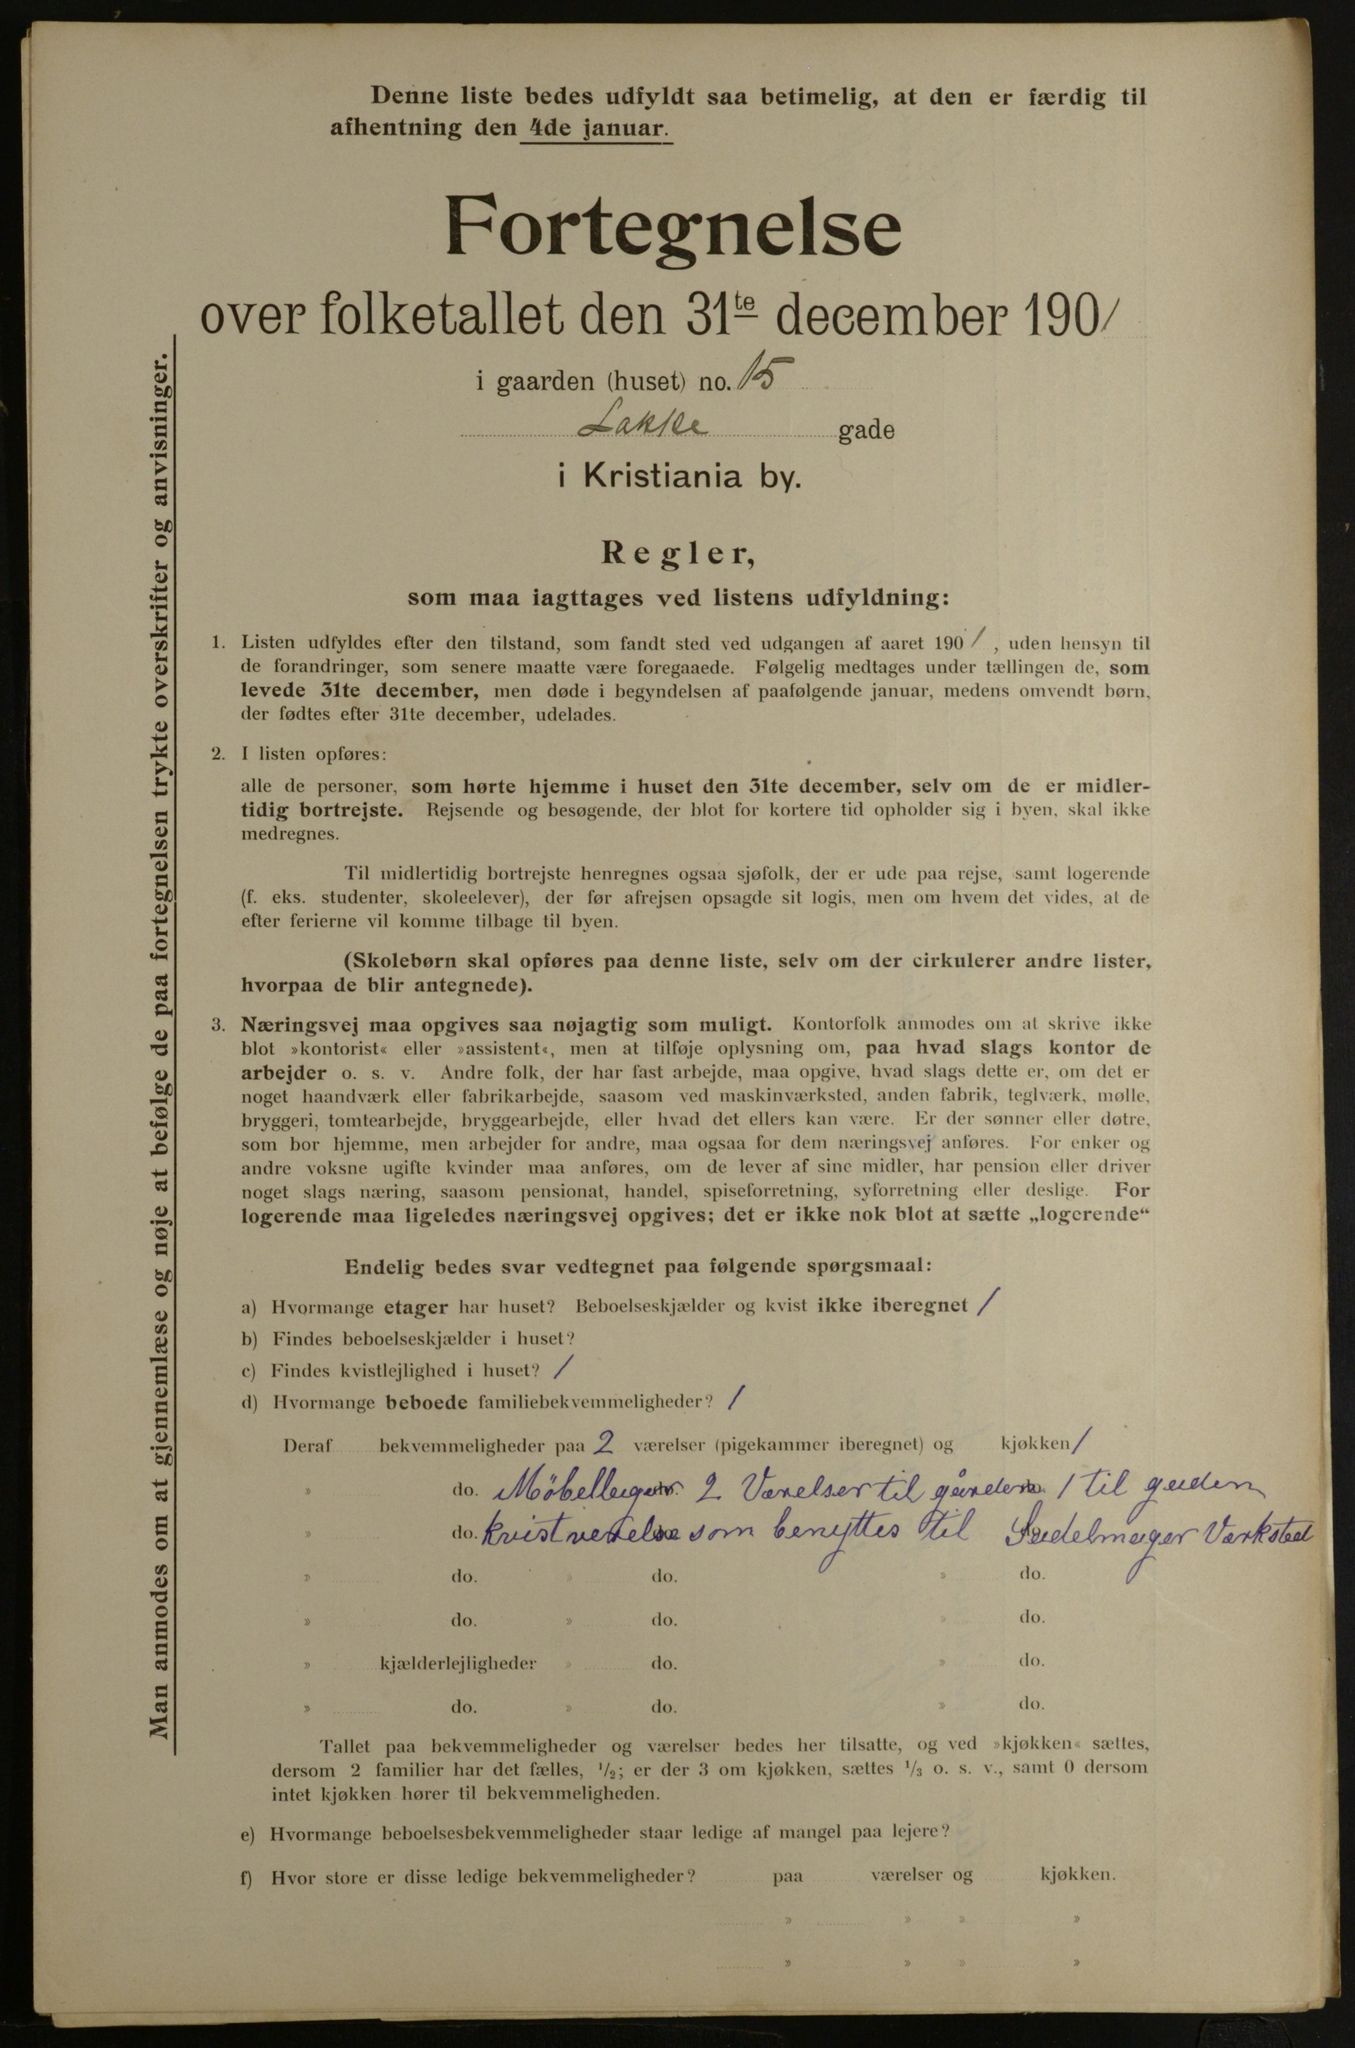 Denne liste bedes udfyldt saa betimelig, at den er færdig til
afhentning den 4de januar.
Fortegnelse
over folketallet den 31te december 1901
i gaarden (huset) no. 15
Lakke gade
i Kristiania by.
Regler,
som maa iagttages ved listens udfyldning:
1. Listen udfyldes efter den tilstand, som fandt sted ved udgangen af aaret 1901, uden hensyn til
de forandringer, som senere maatte være foregaaede. Følgelig medtages under tællingen de, som
levede 31te december, men døde i begyndelsen af paafølgende januar, medens omvendt børn,
der fødtes efter 31te december, udelades.
2. I listen opføres:
alle de personer, som hørte hjemme i huset den 31te december, selv om de er midler-
tidig bortrejste. Rejsende og besøgende, der blot for kortere tid opholder sig i byen, skal ikke
medregnes.
Til midlertidig bortrejste henregnes ogsaa sjøfolk, der er ude paa rejse, samt logerende
(f. eks. studenter, skoleelever), der før afrejsen opsagde sit logis, men om hvem det vides, at de
efter ferierne vil komme tilbage til byen.
(Skolebørn skal opføres paa denne liste, selv om der cirkulerer andre lister,
hvorpaa de blir antegnede).
3. Næringsvej maa opgives saa nøjagtig som muligt. Kontorfolk anmodes om at skrive ikke
blot »kontorist« eller »assistent«, men at tilføje oplysning om, paa hvad slags kontor de
arbejder o. s. v. Andre folk, der har fast arbejde, maa opgive, hvad slags dette er, om det er
noget haandværk eller fabrikarbejde, saasom ved maskinværksted, anden fabrik, teglværk, mølle,
bryggeri, tomtearbejde, bryggearbejde, eller hvad det ellers kan være. Er der sønner eller døtre,
som bor hjemme, men arbejder for andre, maa ogsaa for dem næringsvej anføres. For enker og
andre voksne ugifte kvinder maa anføres, om de lever af sine midler, har pension eller driver
noget slags næring, saasom pensionat, handel, spiseforretning, syforretning eller deslige. For
logerende maa ligeledes næringsvej opgives; det er ikke nok blot at sætte „logerende“
Endelig bedes svar vedtegnet paa følgende spørgsmaal:
a) Hvormange etager har huset? Beboelseskjælder og kvist ikke iberegnet 1
b) Findes beboelseskjælder i huset?
c) Findes kvistlejlighed i huset? 1
d) Hvormange beboede familiebekvemmeligheder? 1
Deraf bekvemmeligheder paa 2 værelser (pigekammer iberegnet) og kjøkken 1
» do. Møbellager do. 2 Værelser til gården do. 1 til gaden
» do. kvistverelse do. som benyttes til Sadelmager Værksted
» do. » do. » do.
» do. » do. » do.
» kjælderlejligheder » do. » do.
» do. » do. » do.
Tallet paa bekvemmeligheder og værelser bedes her tilsatte, og ved »kjøkken« sættes,
dersom 2 familier har det fælles, 1/2; er der 3 om kjøkken, sættes 1/3 o. s. v., samt 0 dersom
intet kjøkken hører til bekvemmeligheden.
e) Hvormange beboelsesbekvemmeligheder staar ledige af mangel paa lejere?
f) Hvor store er disse ledige bekvemmeligheder? paa værelser og kjøkken.
» » » »
» » » »
Man anmodes om at gjennemlæse og nøje at befølge de paa fortegnelsen trykte overskrifter og anvisninger.